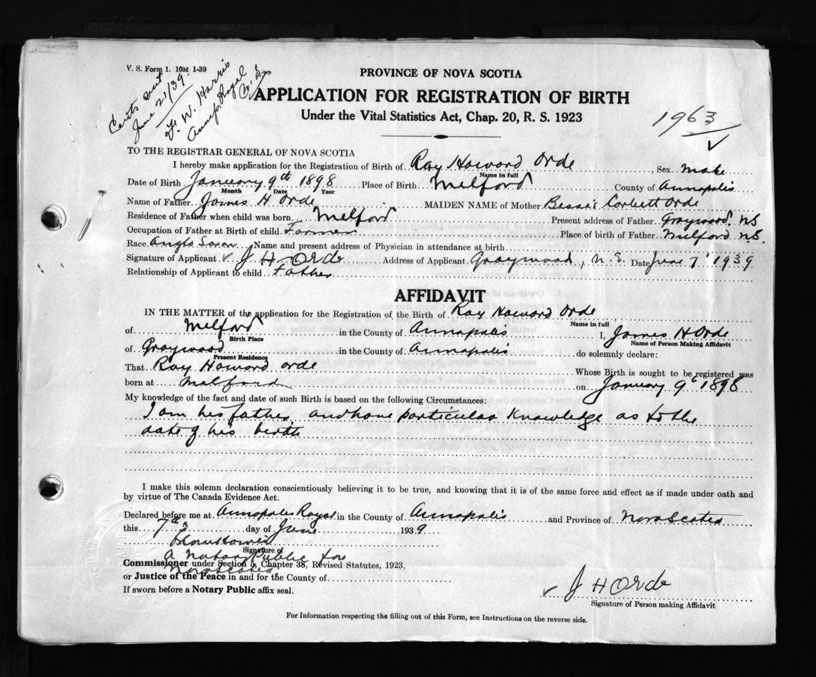 V. S. Form 1. 10M 1-39
Certs sent
June 21/39.
F. W. Harris
Annap Royal
PROVINCE OF NOVA SCOTIA
APPLICATION FOR REGISTRATION OF BIRTH
Under the Vital Statistics Act, Chap. 20, R. S. 1923
1963
TO THE REGISTRAR GENERAL OF NOVA SCOTIA
I hereby make application for the Registration of Birth of Ray Howard Orde Sex Male
Name in full
Date of Birth January 9th 1898 Place of Birth Milford County of Annapolis
Month Date Year
Name of Father James H Orde MAIDEN NAME of Mother Bessie Corbett Orde
Residence of Father when child was born Milford Present address of Father Graywood, N.S
Occupation of Father at Birth of child Farmer Place of birth of Father Milford N.S.
Race Anglo Saxon Name and present address of Physician in attendance at birth
Signature of Applicant J H Orde Address of Applicant Graywood, N.S. Date June 7 1939
Relationship of Applicant to child Father
AFFIDAVIT
IN THE MATTER of the application for the Registration of the Birth of Ray Howard Orde
Name in full
of Milford in the County of Annapolis I, James H Orde
Birth Place Name of Person Making Affidavit
of Graywood in the County of Annapolis do solemnly declare:
Present Residence
That Ray Howard Orde Whose Birth is sought to be registered was
born at Milford on January 9th 1898
My knowledge of the fact and date of such Birth is based on the following Circumstances:
I am his father and have particular knowledge as to the
date of his birth
I make this solemn declaration conscientiously believing it to be true, and knowing that it is of the same force and effect as if made under oath and
by virtue of The Canada Evidence Act.
Declared before me at Annapolis Royal in the County of Annapolis and Province of Nova Scotia
this 7th day of June 1939
Signature of
A Notary Public for
Commissioner under Section 5, Chapter 38, Revised Statutes, 1923,
Nova Scotia
or Justice of the Peace in and for the County of
If sworn before a Notary Public affix seal.
J H Orde
Signature of Person making Affidavit
For Information respecting the filling out of this Form, see Instructions on the reverse side.